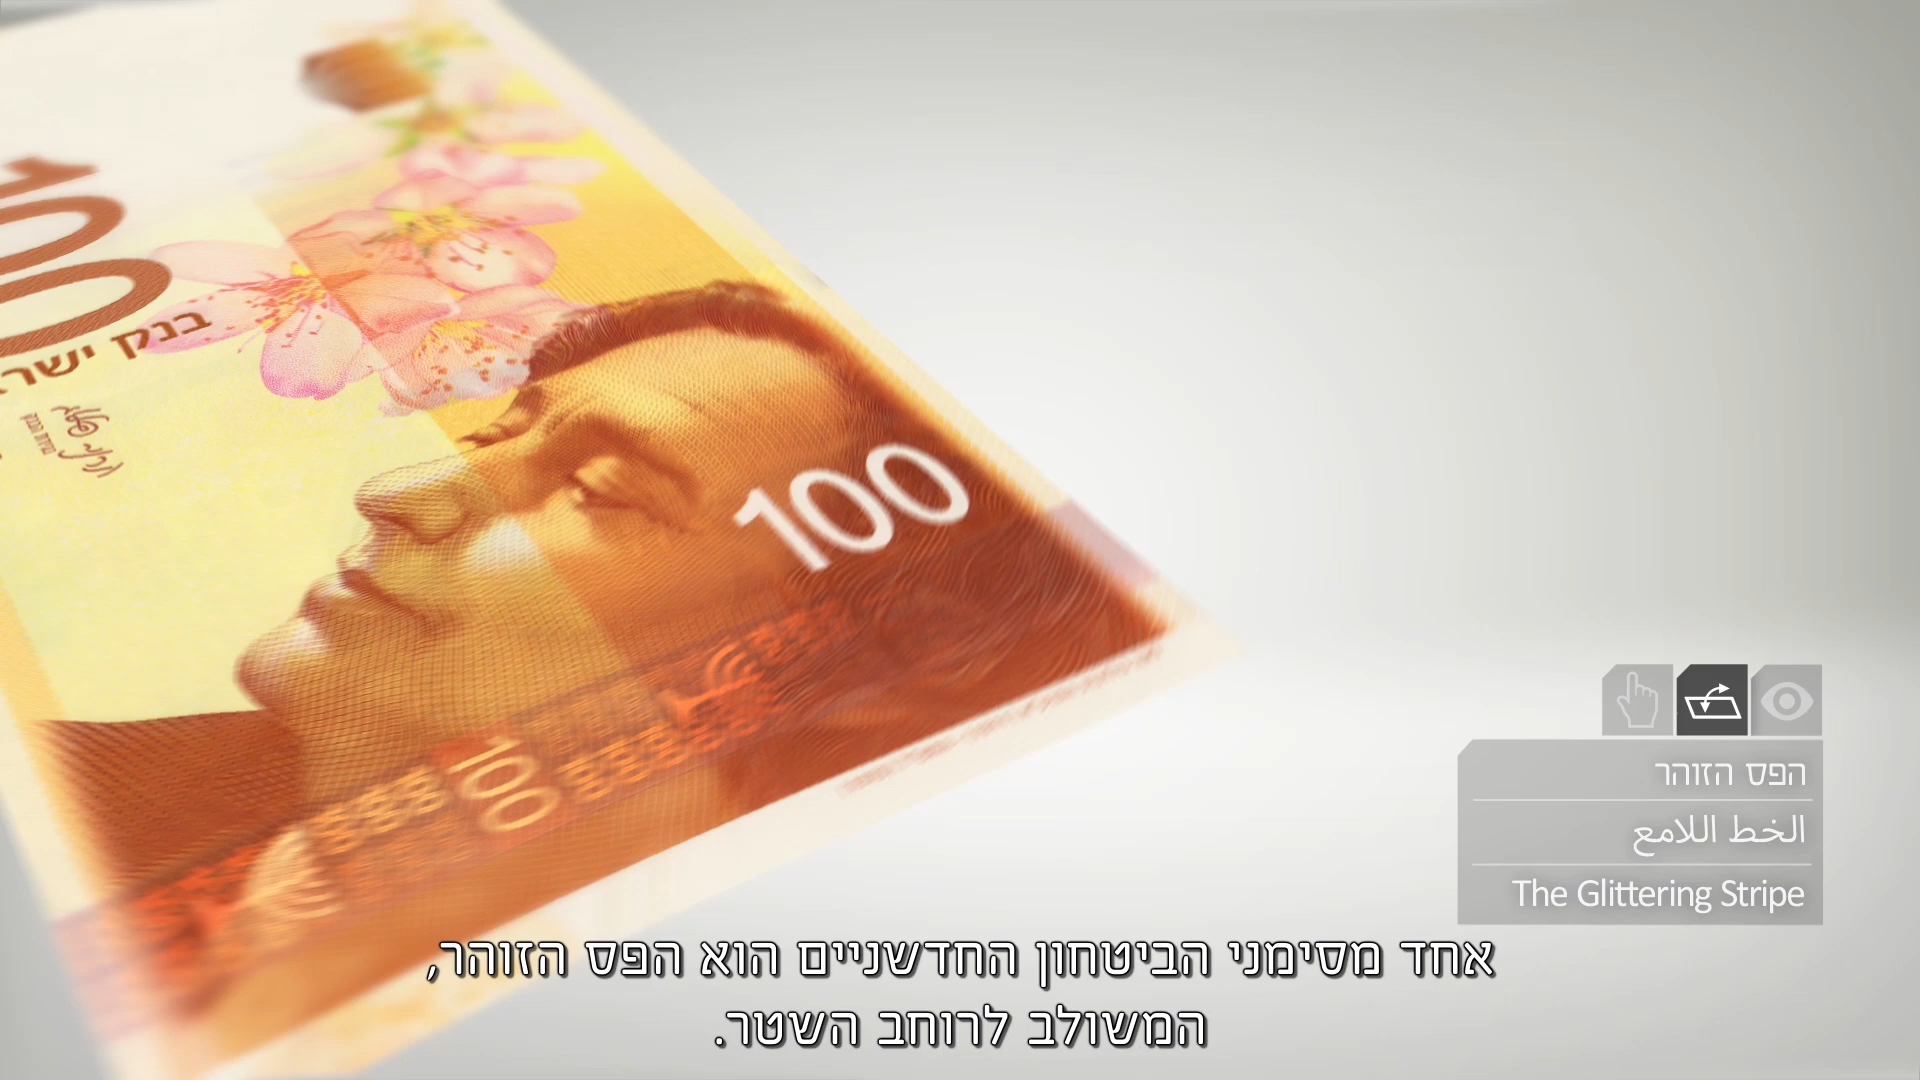 100
בנק ישר
100
100
הפס הזוהר
الخط اللامع
The Glittering Stripe
אחד מסימני הביטחון החדשניים הוא הפס הזוהר,
המשולב לרוחב השטר.